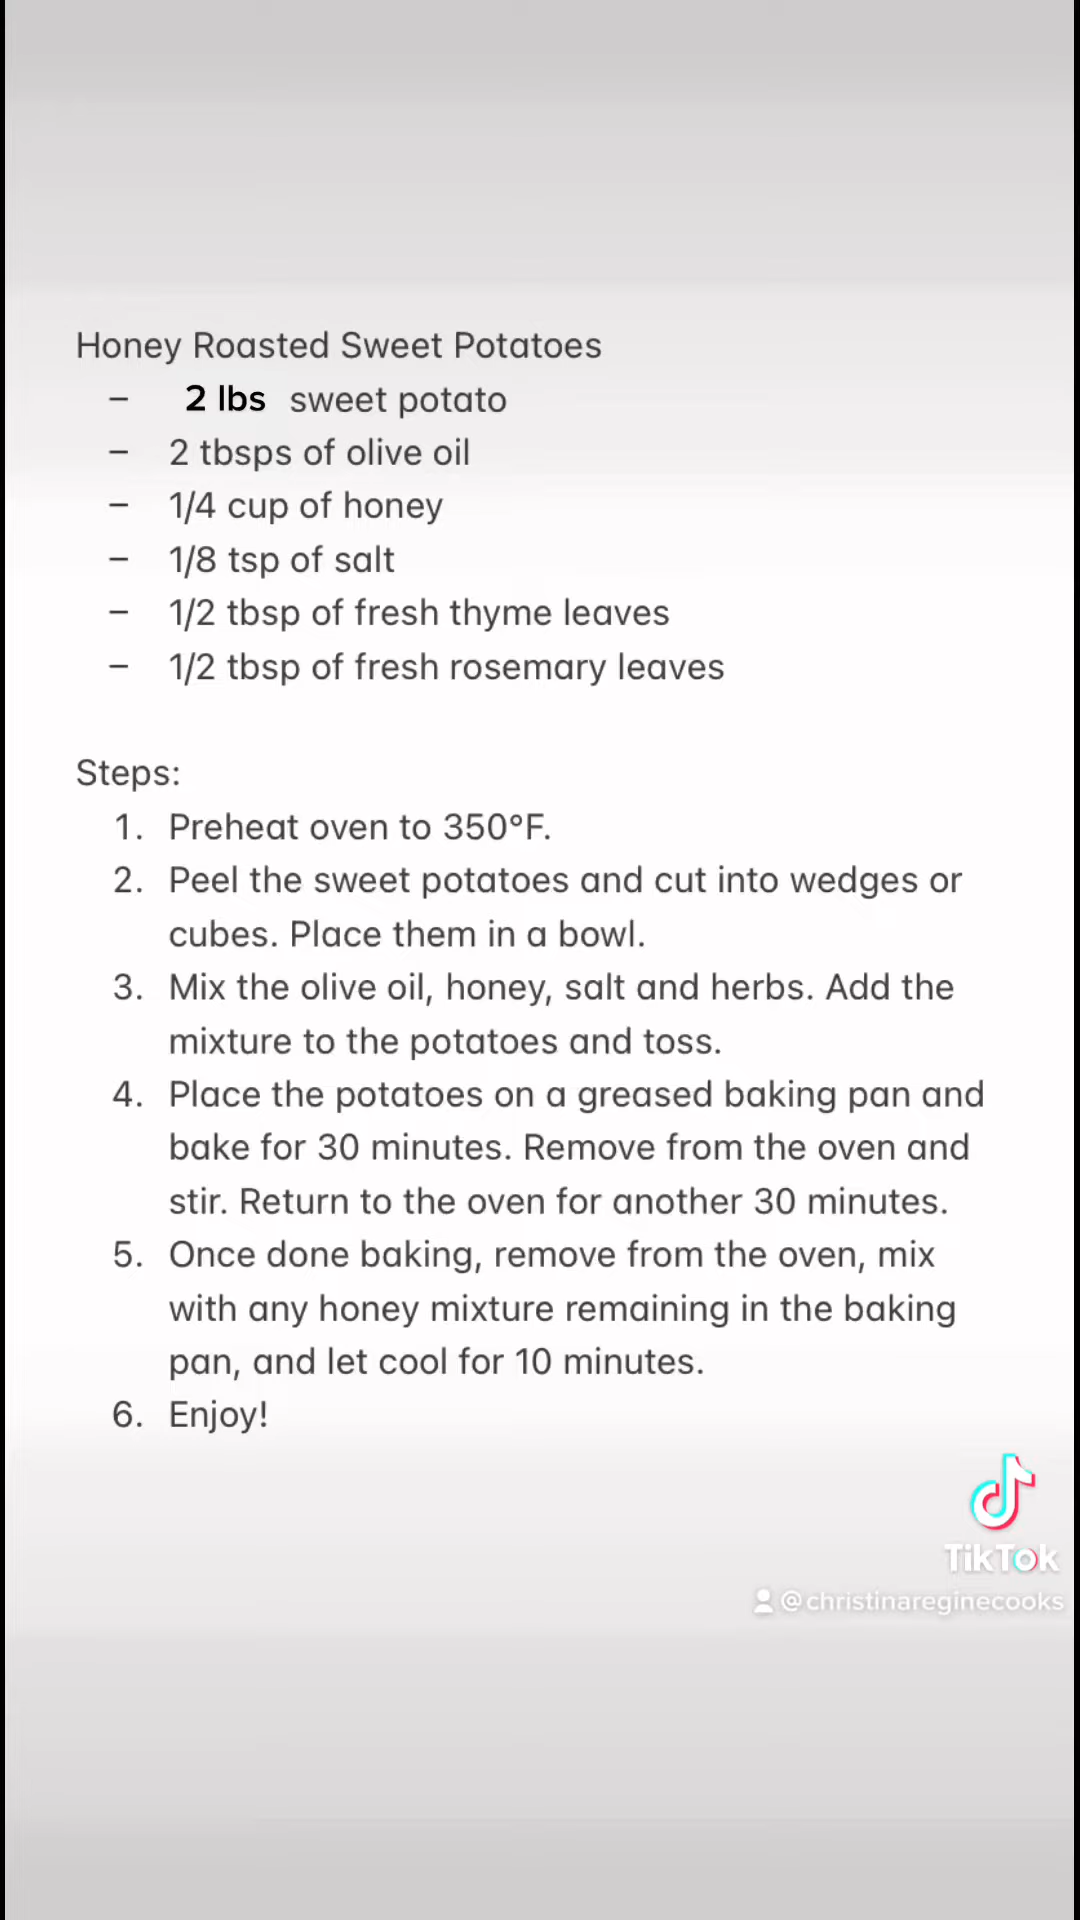 Honey Roasted Sweet Potatoes
– 2 lbs sweet potato
– 2 tbsps of olive oil
– 1/4 cup of honey
– 1/8 tsp of salt
– 1/2 tbsp of fresh thyme leaves
– 1/2 tbsp of fresh rosemary leaves
Steps:
1. Preheat oven to 350°F.
2. Peel the sweet potatoes and cut into wedges or
cubes. Place them in a bowl.
3. Mix the olive oil, honey, salt and herbs. Add the
mixture to the potatoes and toss.
4. Place the potatoes on a greased baking pan and
bake for 30 minutes. Remove from the oven and
stir. Return to the oven for another 30 minutes.
5. Once done baking, remove from the oven, mix
with any honey mixture remaining in the baking
pan, and let cool for 10 minutes.
6. Enjoy!
TikTok
@christinareginecooks